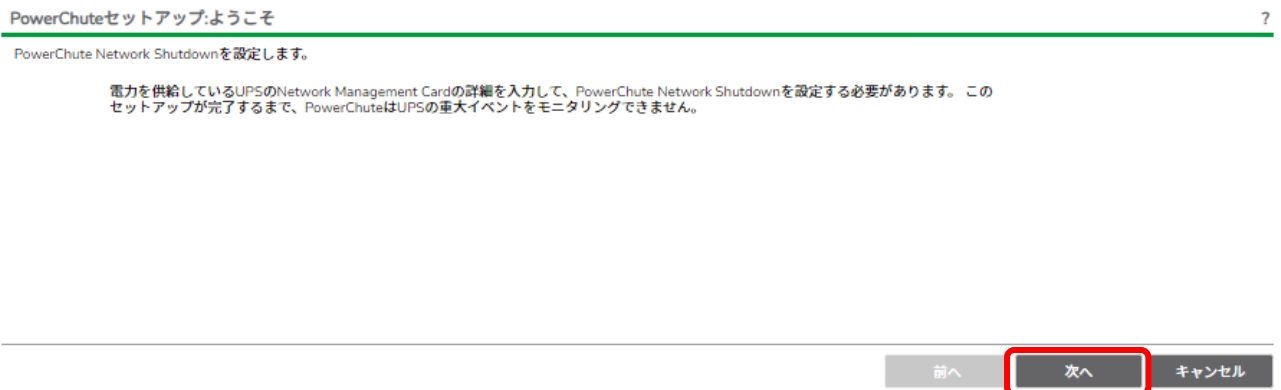 PowerChuteセットアップ:ようこそ ?
PowerChute Network Shutdownを設定します。
電力を供給しているUPSのNetwork Management Cardの詳細を入力して、PowerChute Network Shutdownを設定する必要があります。 この
セットアップが完了するまで、PowerChuteはUPSの重大イベントをモニタリングできません。
前へ 次へ キャンセル